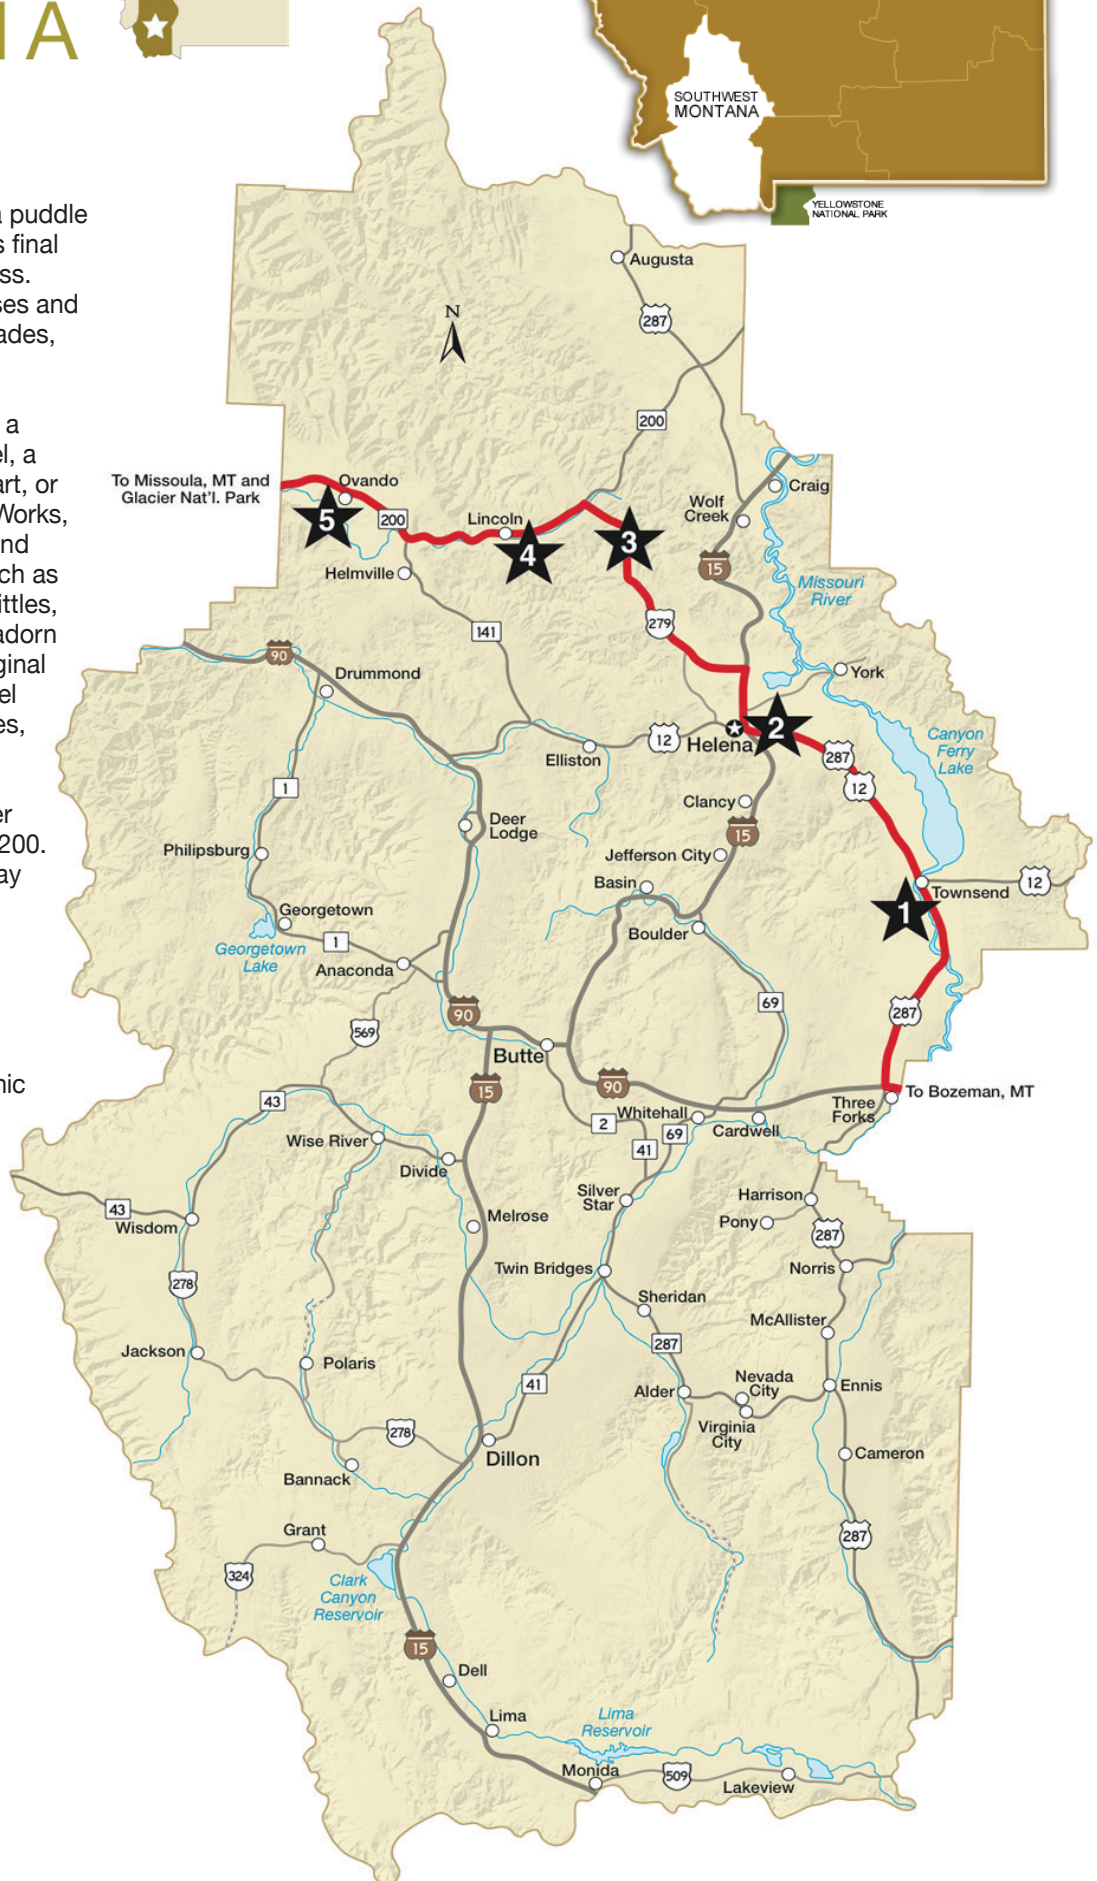 IA
SOUTHWEST
MONTANA
YELLOWSTONE
NATIONAL PARK
a puddle
s final
ss.
ses and
ades,
a
el, a
art, or
Works,
nd
ch as
ittles,
adorn
ginal
el
es,
er
200.
ay
nic
Augusta
N
287
200
To Missoula, MT and
Glacier Nat'l. Park
Ovando
5
200
Lincoln
4
3
Wolf
Creek
Craig
15
Helmville
Missouri
River
279
141
90
Drummond
York
12
Helena
2
Elliston
287
12
Canyon
Ferry
Lake
1
Clancy
15
Deer
Lodge
Philipsburg
Jefferson City
Basin
Townsend
12
1
Georgetown
Georgetown
Lake
1
Anaconda
Boulder
69
287
90
569
Butte
15
90
To Bozeman, MT
Three
Forks
43
2
Whitehall
69
Cardwell
41
Wise River
Divide
Silver
Star
Harrison
Pony
43
Wisdom
Melrose
287
Norris
278
Twin Bridges
Sheridan
McAllister
287
Jackson
Polaris
41
Alder
Nevada
City
Ennis
Virginia
City
278
Dillon
Cameron
Bannack
Grant
287
324
Clark
Canyon
Reservoir
15
Dell
Lima
Lima
Reservoir
Monida
509
Lakeview